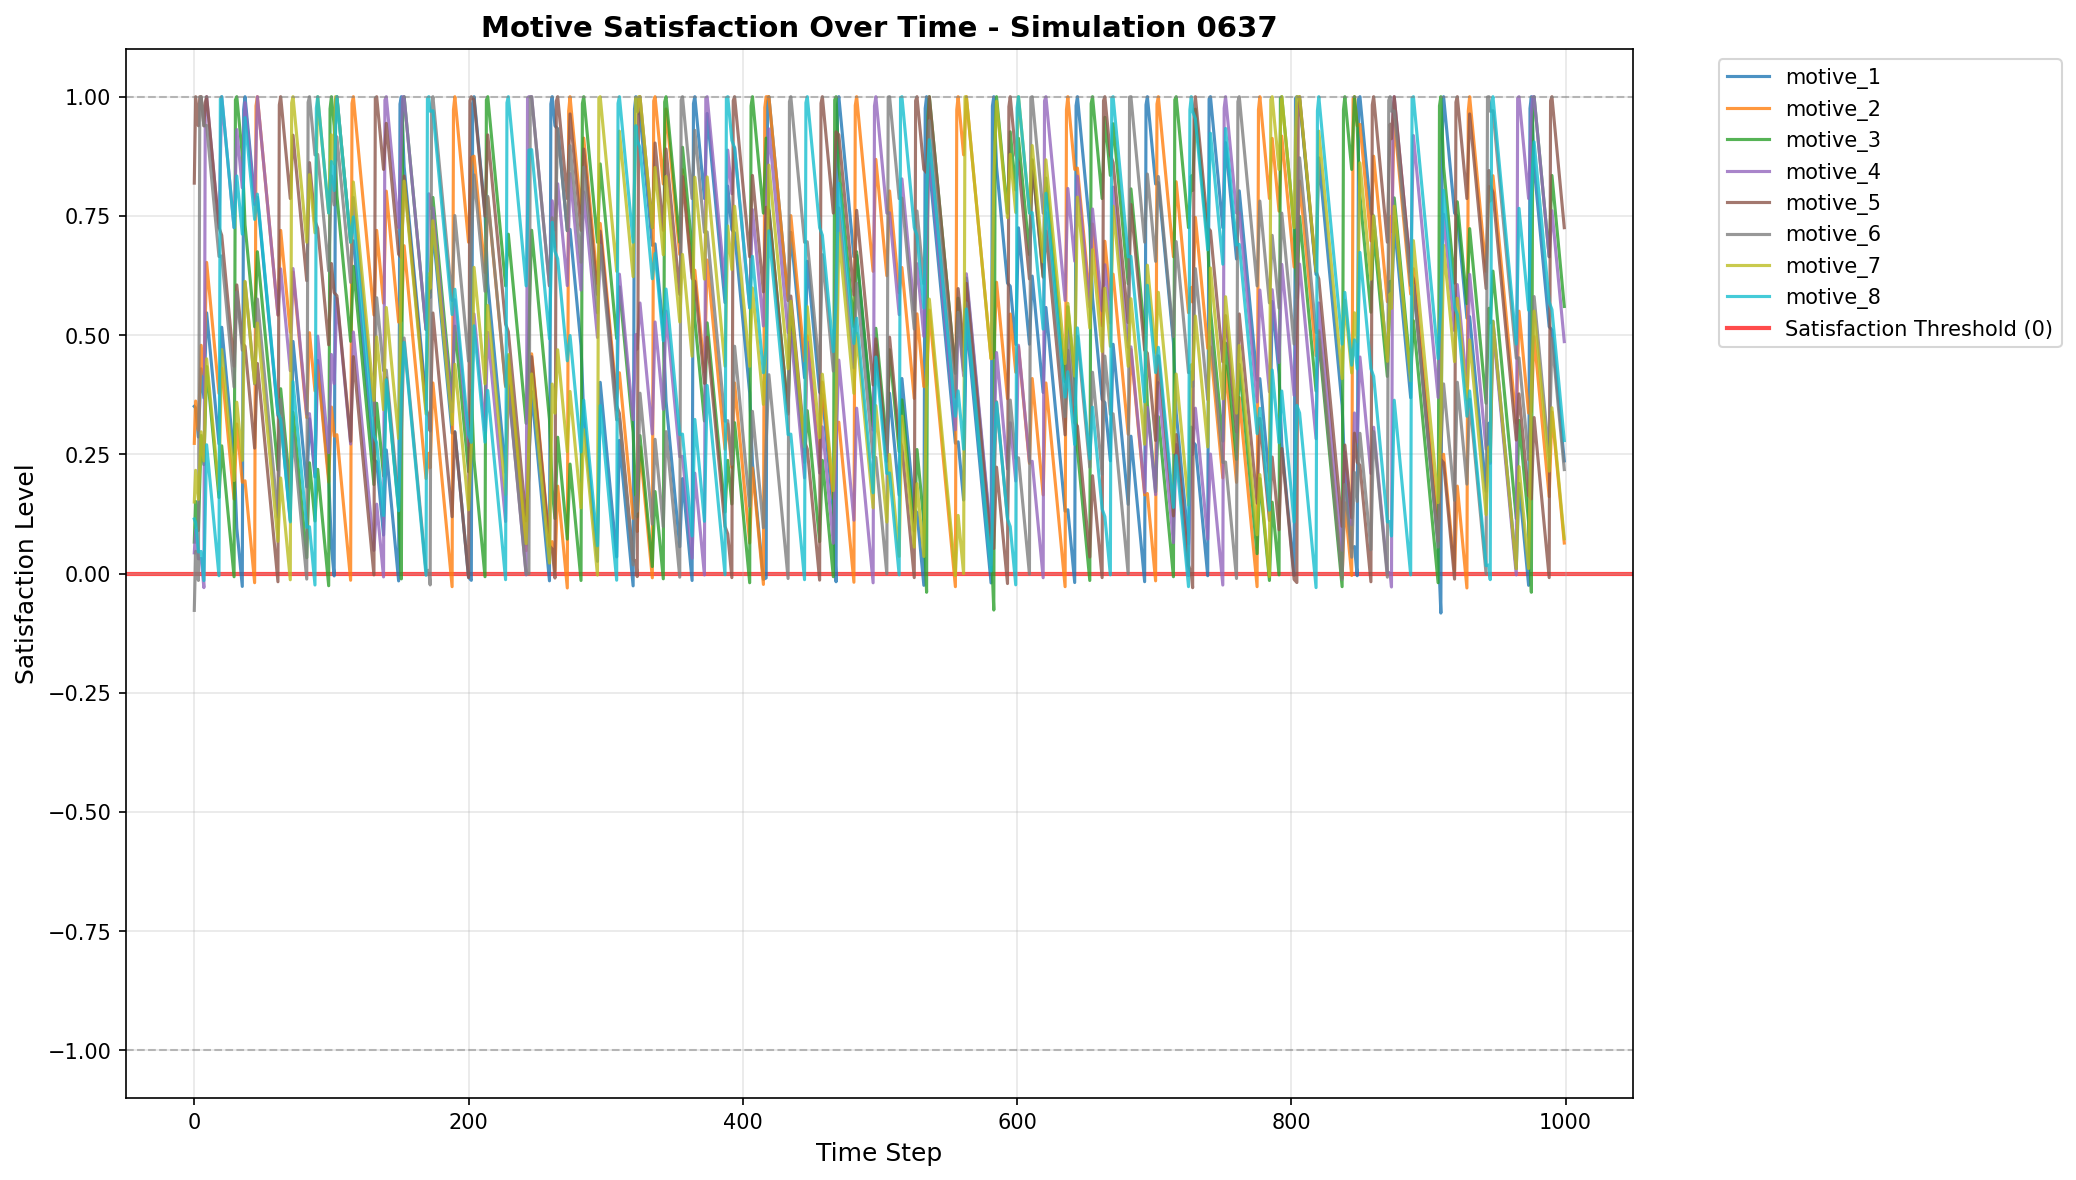 Motive Satisfaction Over Time - Simulation 0637
Satisfaction Level
1.00
0.75
0.50
0.25
0.00
−0.25
−0.50
−0.75
−1.00
0
200
400
600
800
1000
Time Step
motive_1
motive_2
motive_3
motive_4
motive_5
motive_6
motive_7
motive_8
Satisfaction Threshold (0)